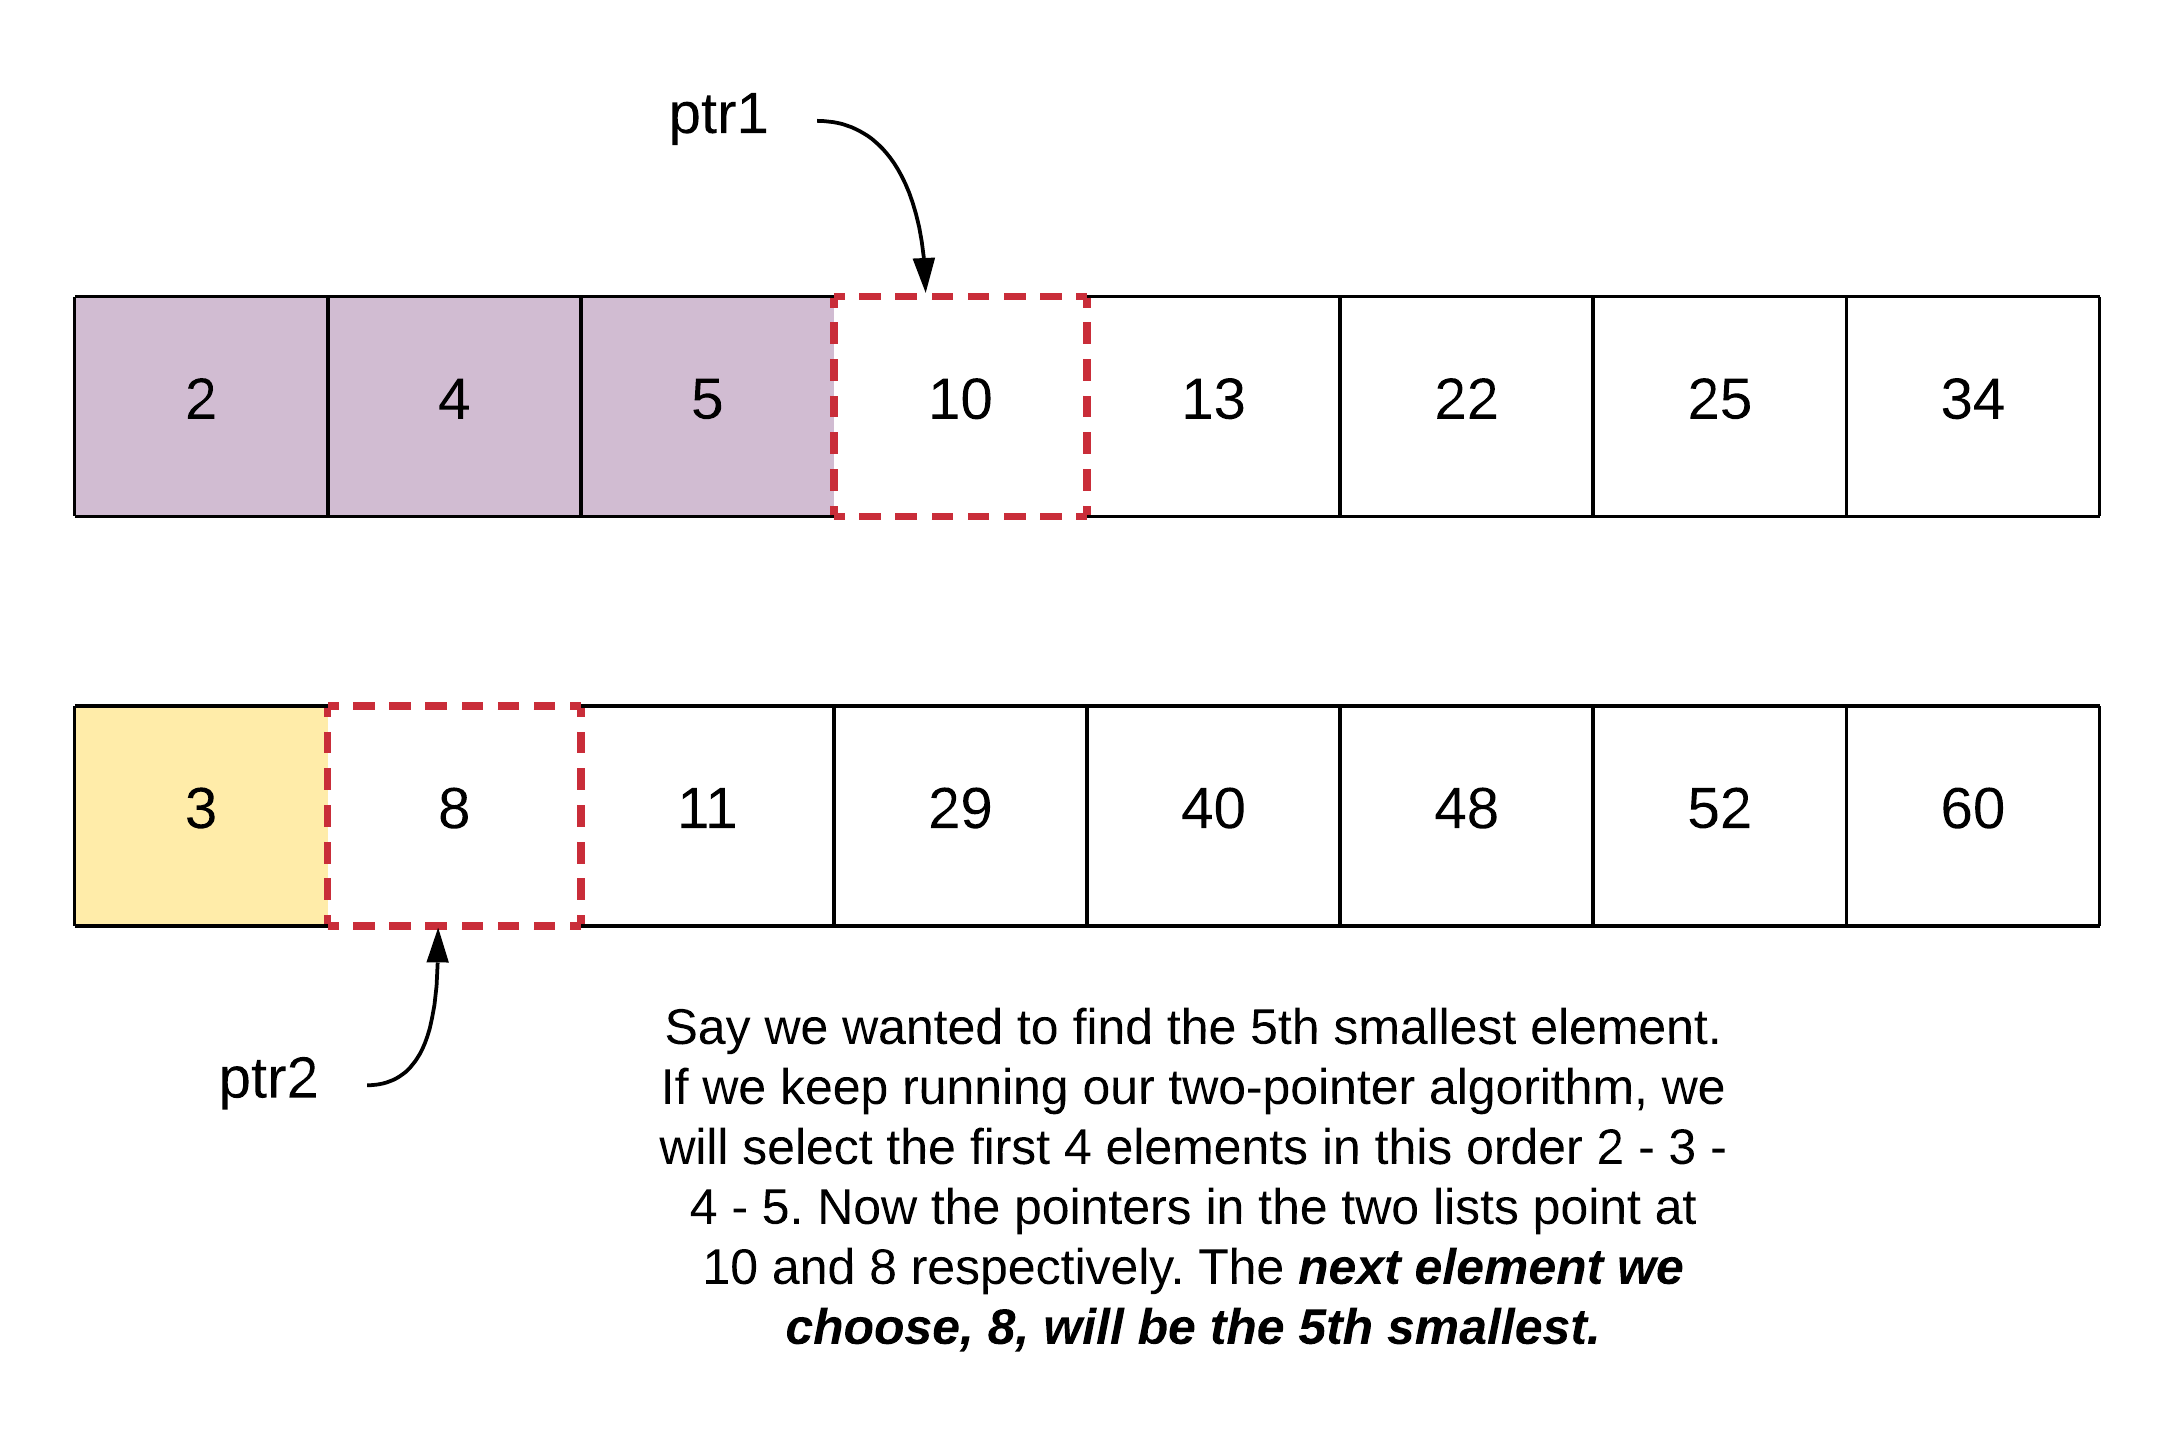 ptr1
2 4 5 10 13 22 25 34
3 8 11 29 40 48 52 60
ptr2
Say we wanted to find the 5th smallest element.
If we keep running our two-pointer algorithm, we
will select the first 4 elements in this order 2 - 3 -
4 - 5. Now the pointers in the two lists point at
10 and 8 respectively. The next element we
choose, 8, will be the 5th smallest.